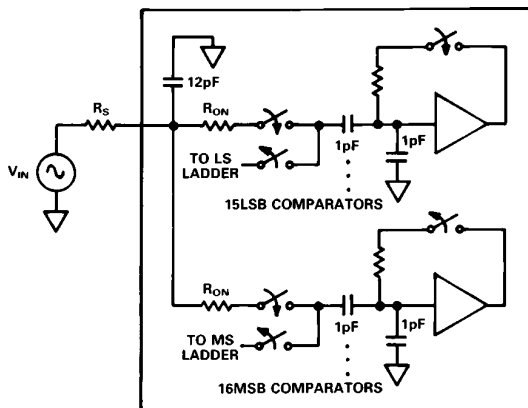 12pF
RS
RON
VIN
TO LS
LADDER
1pF
1pF
15LSB COMPARATORS
RON
TO MS
LADDER
1pF
1pF
16MSB COMPARATORS